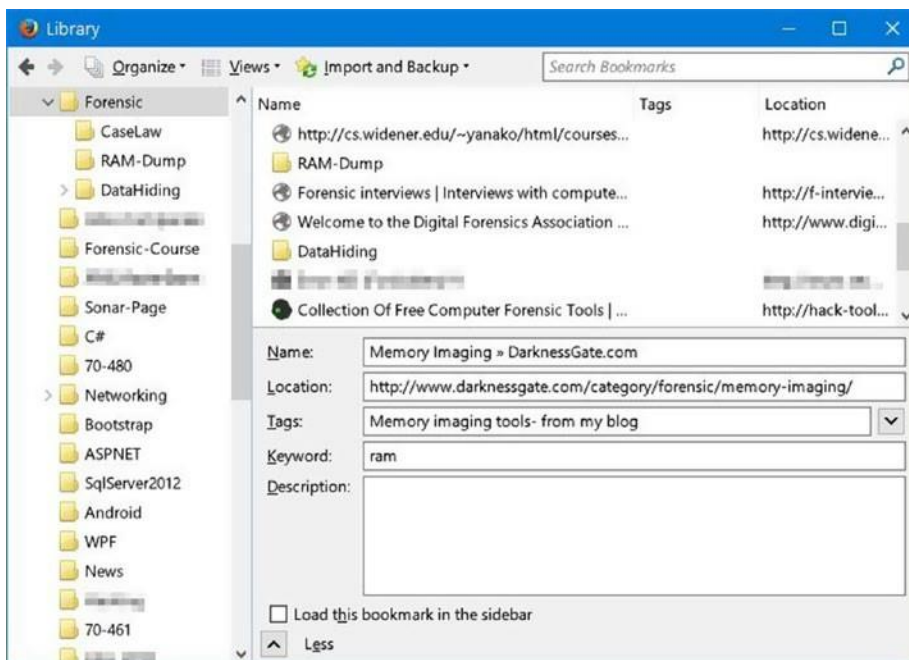 Library
Organize Views Import and Backup Search Bookmarks
Forensic
CaseLaw
RAM-Dump
DataHiding
Forensic-Course
Sonar-Page
C#
70-480
Networking
Bootstrap
ASPNET
SqlServer2012
Android
WPF
News
70-461
Name Tags Location
http://cs.widener.edu/~yanako/html/courses... http://cs.widene...
RAM-Dump
Forensic interviews | Interviews with compute... http://f-intervie...
Welcome to the Digital Forensics Association ... http://www.digi...
DataHiding
Collection Of Free Computer Forensic Tools | ... http://hack-tool...
Name: Memory Imaging » DarknessGate.com
Location: http://www.darknessgate.com/category/forensic/memory-imaging/
Tags: Memory imaging tools- from my blog
Keyword: ram
Description:
Load this bookmark in the sidebar
Less